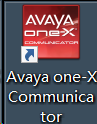 AVAYA
one-X
COMMUNICATOR
Avaya one-X
Communica
tor